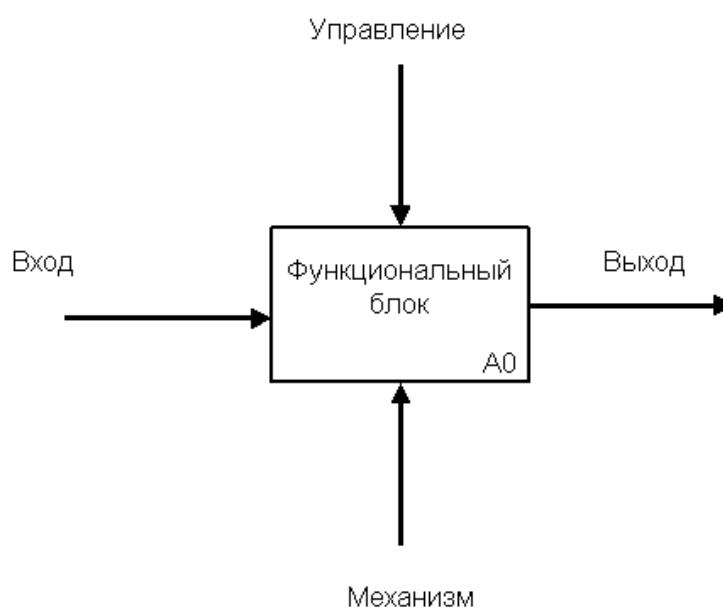 Управление
Вход
Функциональный
блок
Выход
A0
Механизм